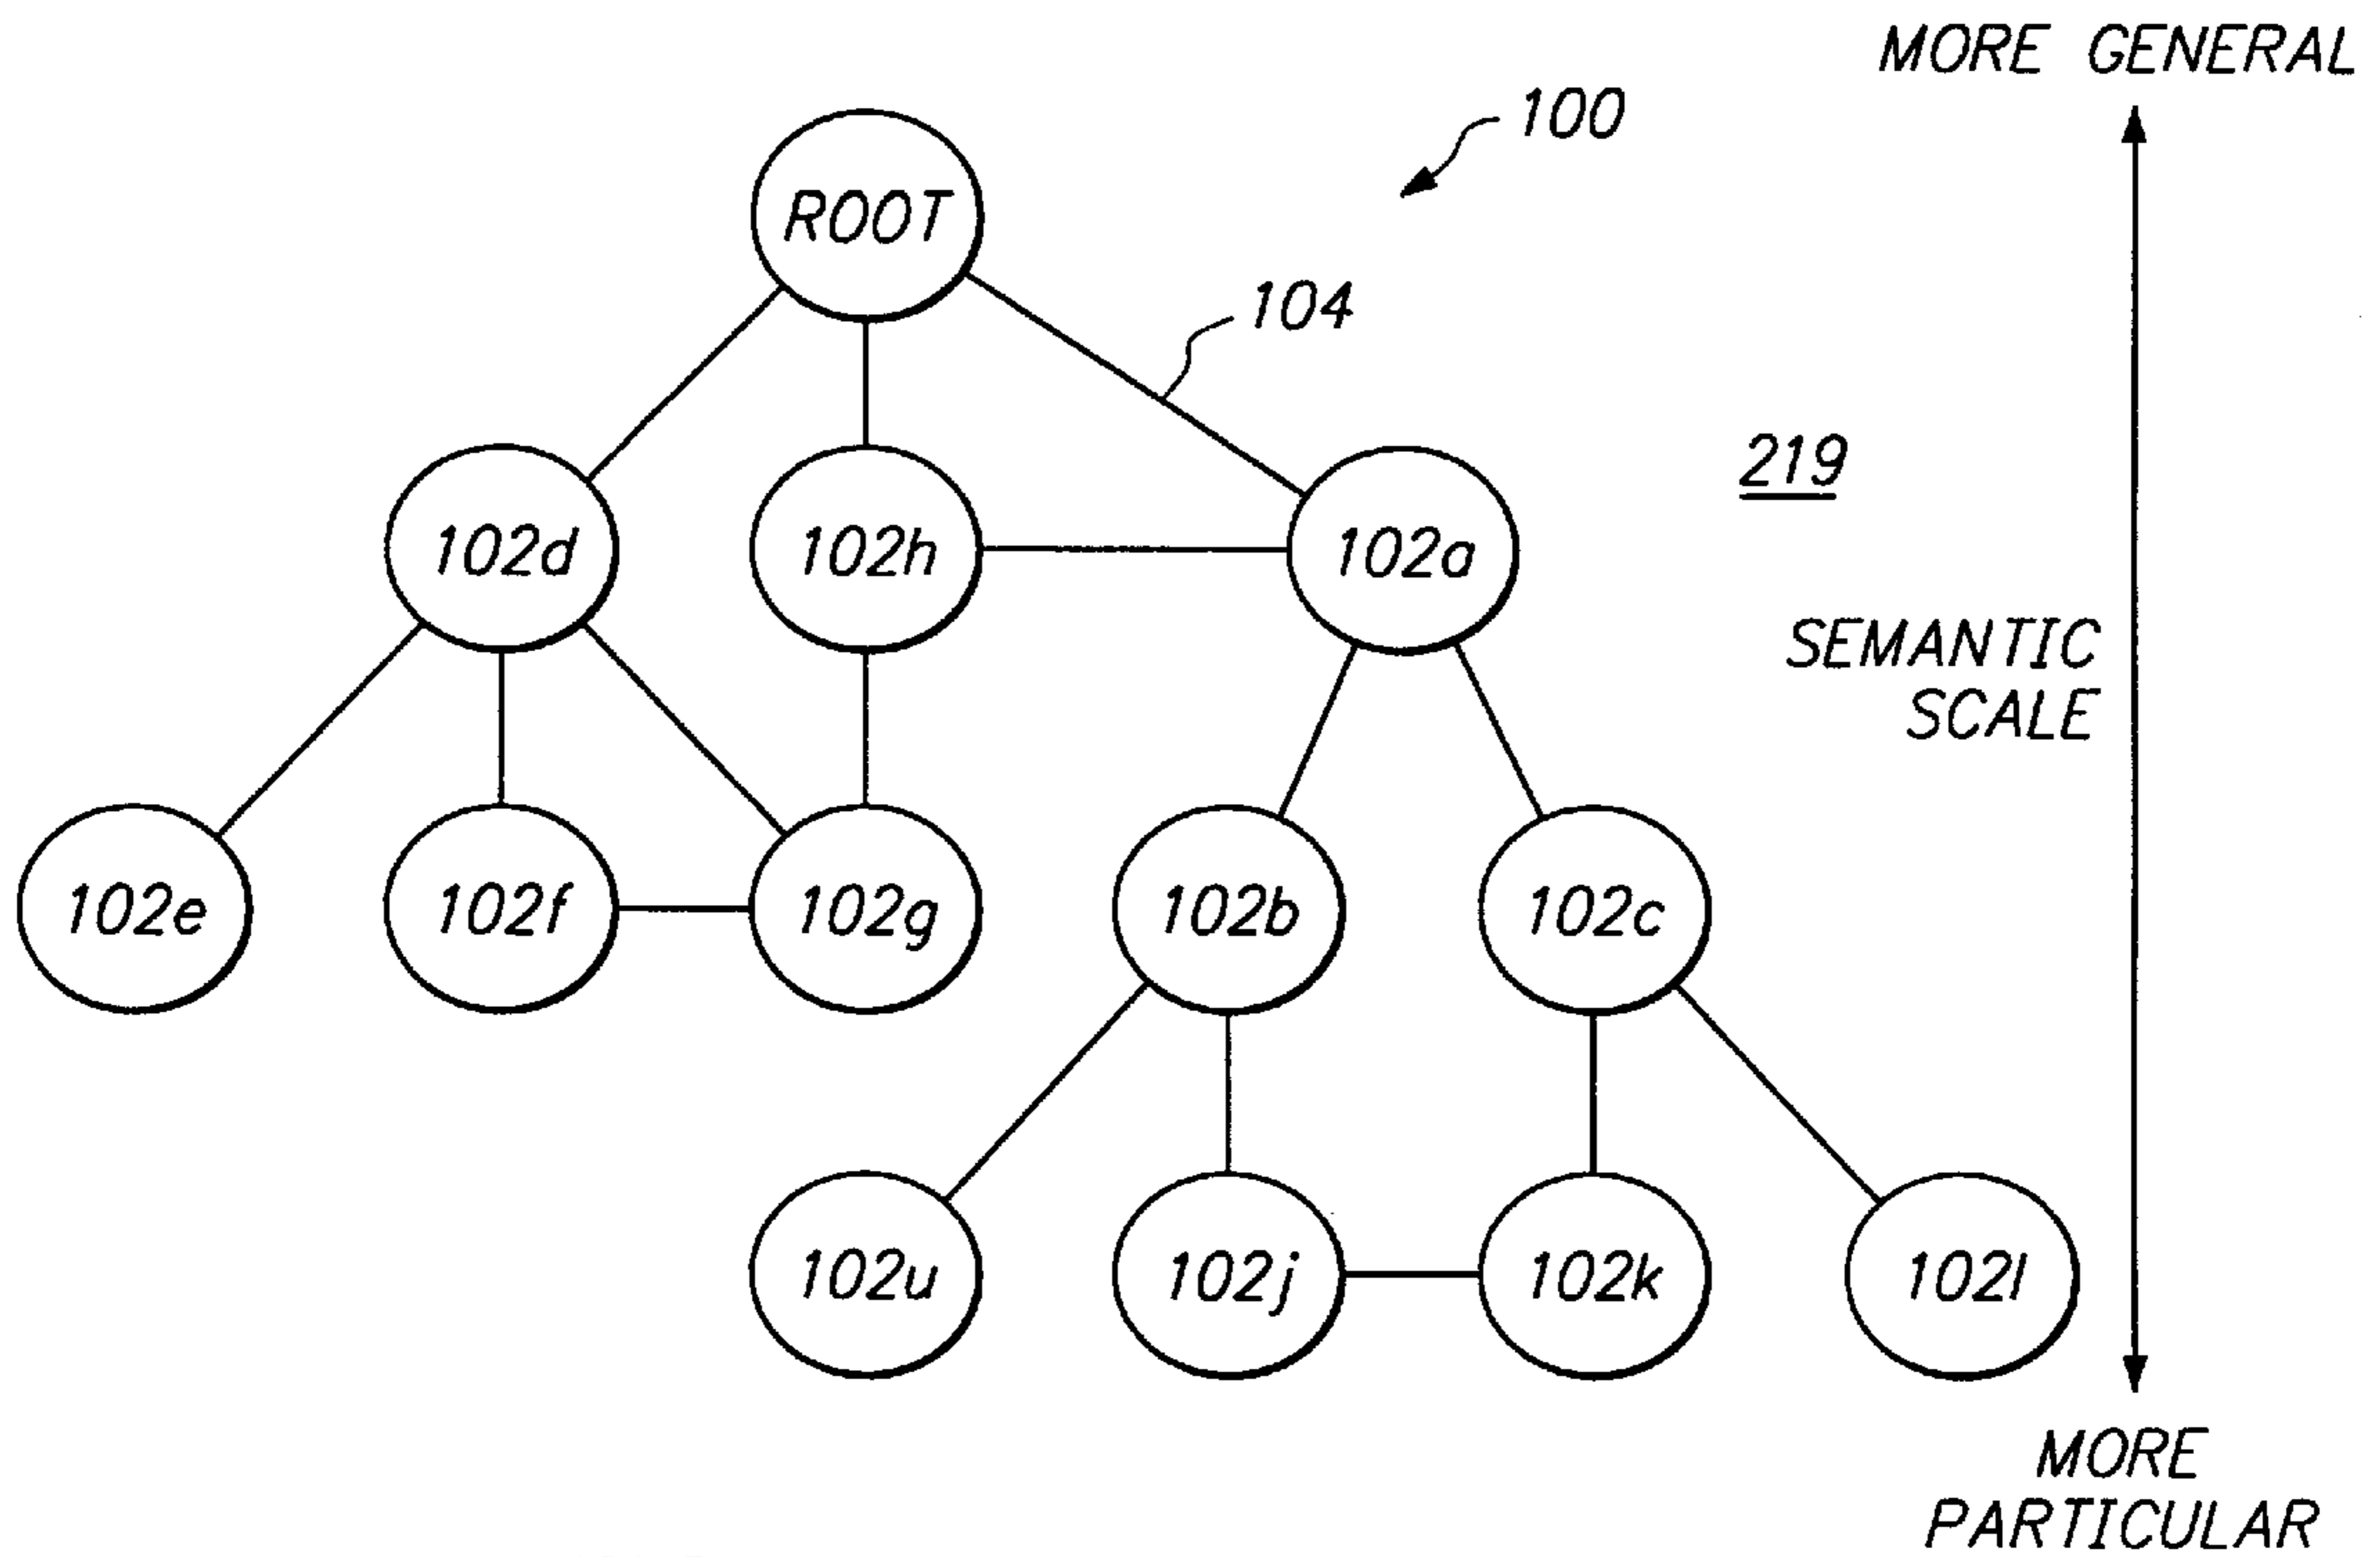 MORE GENERAL
100
ROOT
104
219
102d
102h
102a
SEMANTIC
SCALE
102e
102f
102g
102b
102c
102u
102j
102k
102l
MORE
PARTICULAR